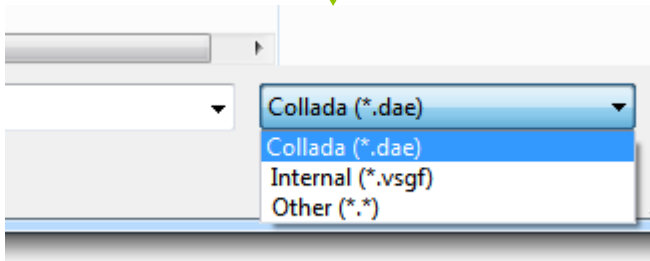 Collada (*.dae)
Collada (*.dae)
Internal (*.vsgf)
Other (*.*)